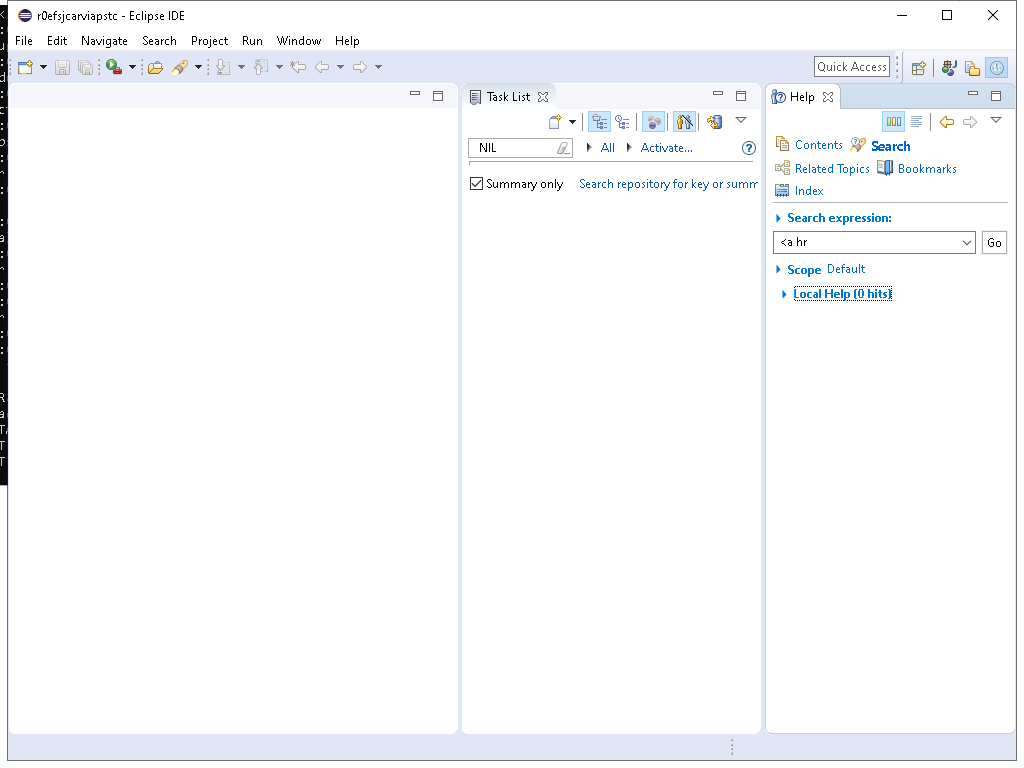 r0efsjcarviapstc - Eclipse IDE
File Edit Navigate Search Project Run Window Help
Quick Access
Task List
Help
NIL
All
Activate...
Summary only
Search repository for key or summ
Contents
Search
Related Topics
Bookmarks
Index
Search expression:
<a hr
Go
Scope Default
Local Help (0 hits)